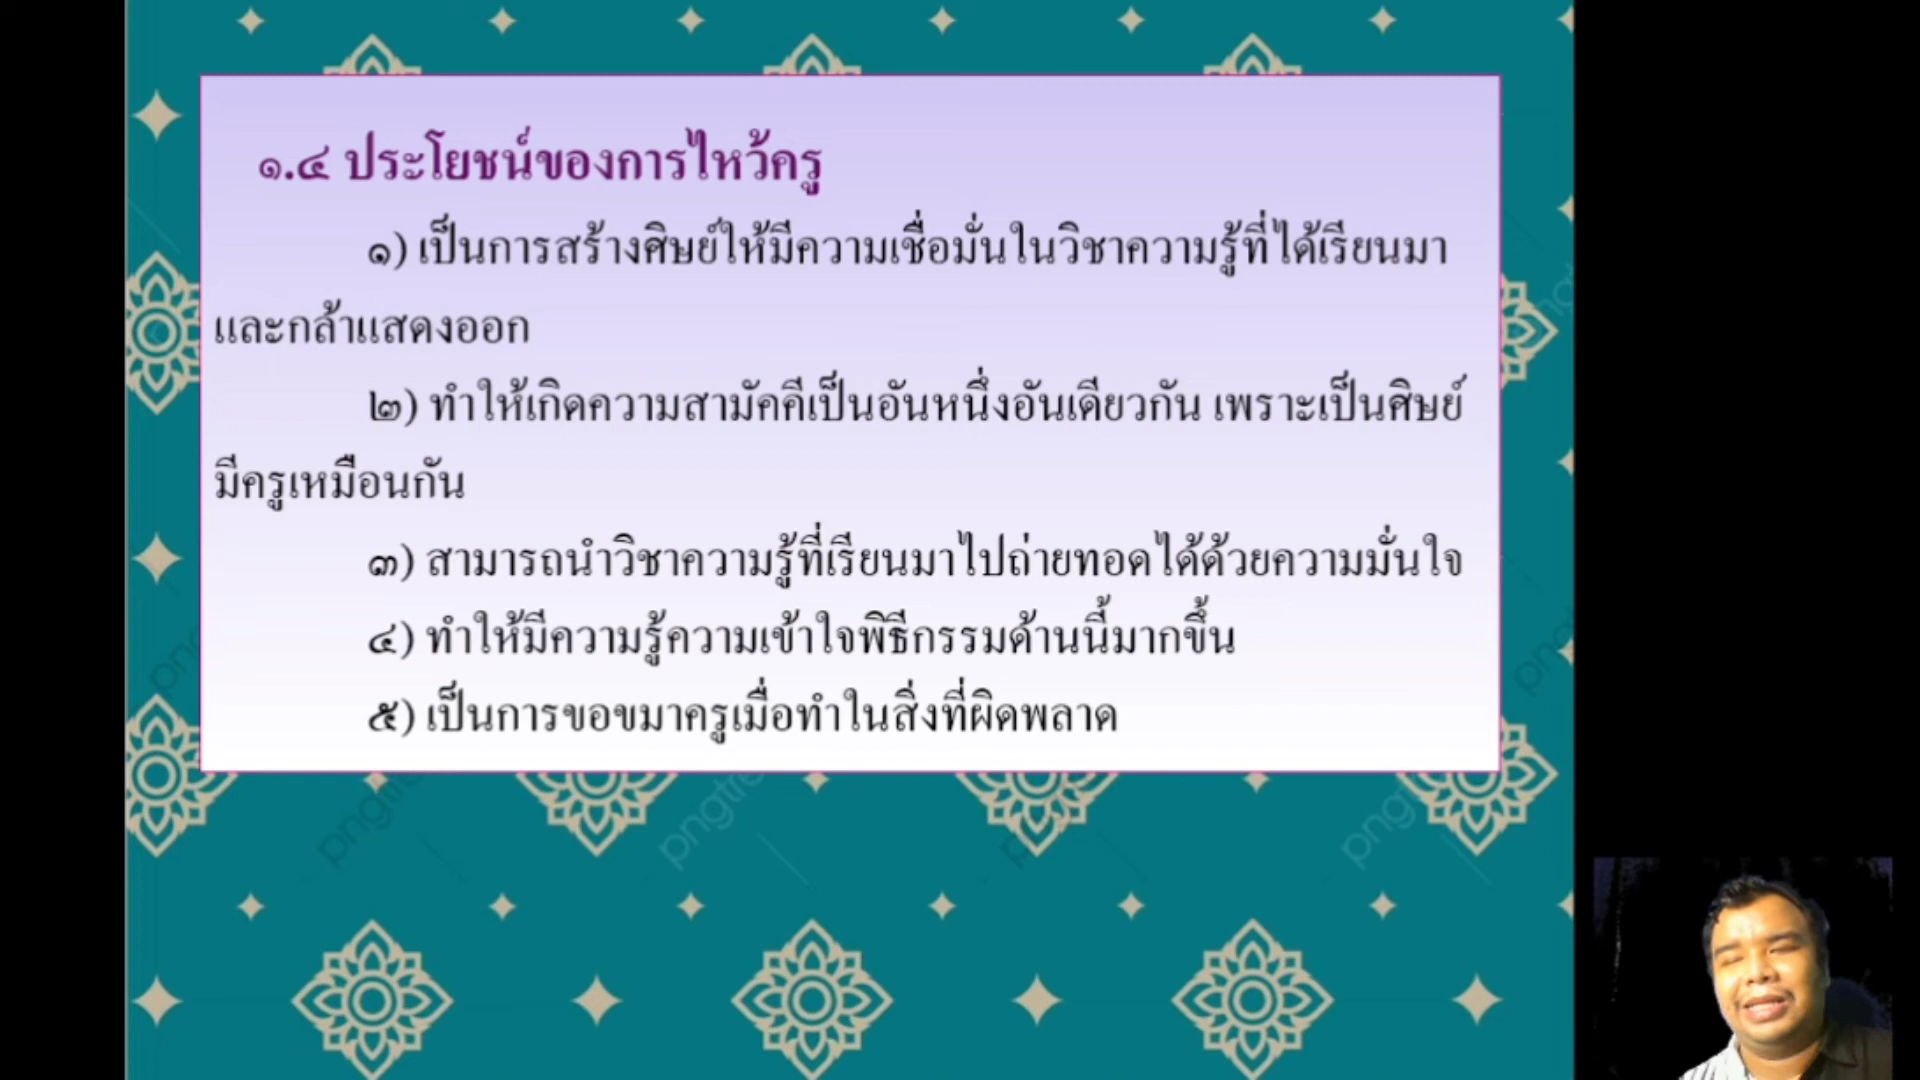 ๑.๔ ประโยชน์ของการไหว้ครู
๑) เป็นการสร้างศิษย์ให้มีความเชื่อมั่นในวิชาความรู้ที่ได้เรียนมา
และกล้าแสดงออก
๒) ทำให้เกิดความสามัคคีเป็นอันหนึ่งอันเดียวกัน เพราะเป็นศิษย์
มีครูเหมือนกัน
๓) สามารถนำวิชาความรู้ที่เรียนมาไปถ่ายทอดได้ด้วยความมั่นใจ
๔) ทำให้มีความรู้ความเข้าใจพิธีกรรมด้านนี้มากขึ้น
๕) เป็นการขอขมาครูเมื่อทำในสิ่งที่ผิดพลาด